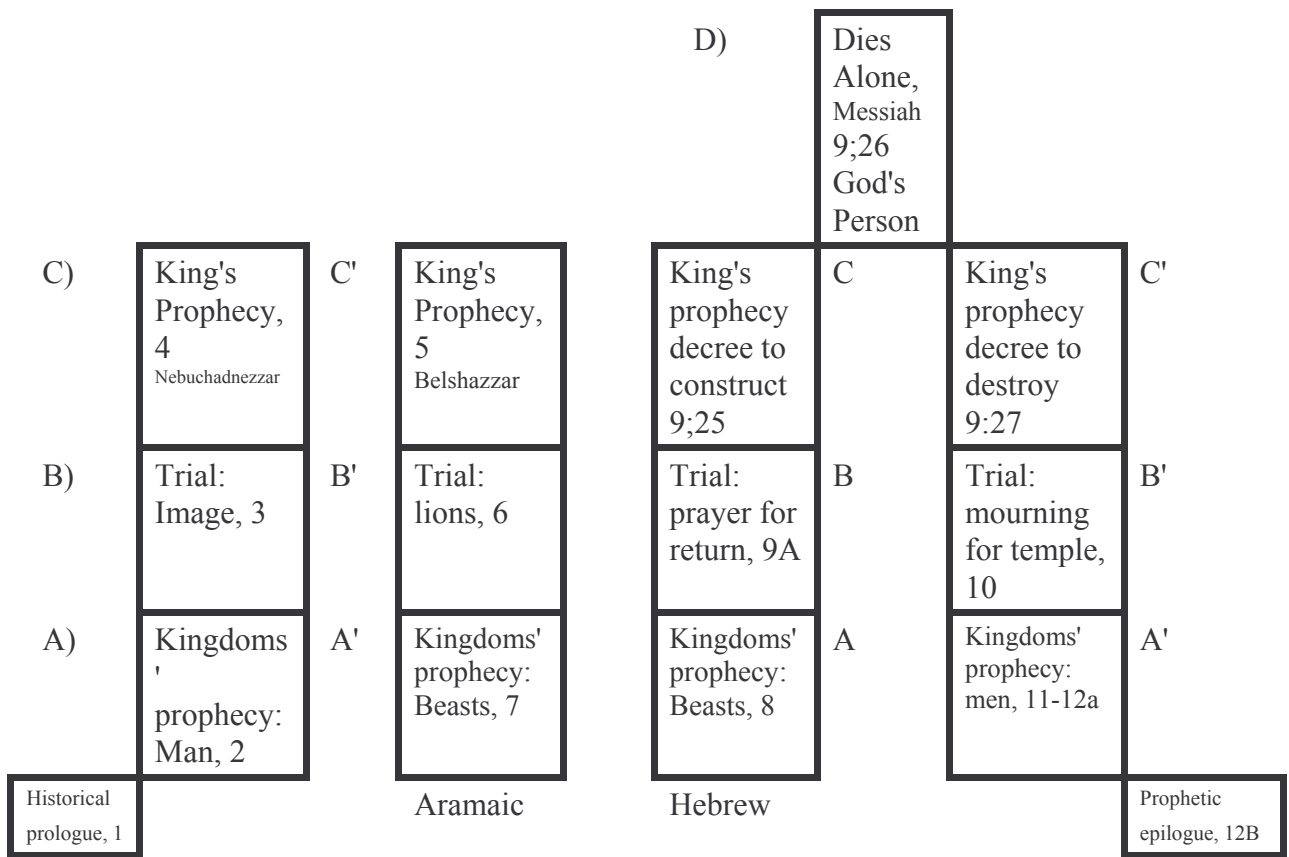 D)
Dies
Alone,
Messiah
9;26
God's
Person
C)
King's
Prophecy,
4
Nebuchadnezzar
C'
King's
Prophecy,
5
Belshazzar
King's
prophecy
decree to
construct
9;25
C
King's
prophecy
decree to
destroy
9:27
C'
B)
Trial:
Image, 3
B'
Trial:
lions, 6
Trial:
prayer for
return, 9A
B
Trial:
mourning
for temple,
10
B'
A)
Kingdoms
'
prophecy:
Man, 2
A'
Kingdoms'
prophecy:
Beasts, 7
Kingdoms'
prophecy:
Beasts, 8
A
Kingdoms'
prophecy:
men, 11-12a
A'
Historical
prologue, 1
Aramaic
Hebrew
Prophetic
epilogue, 12B